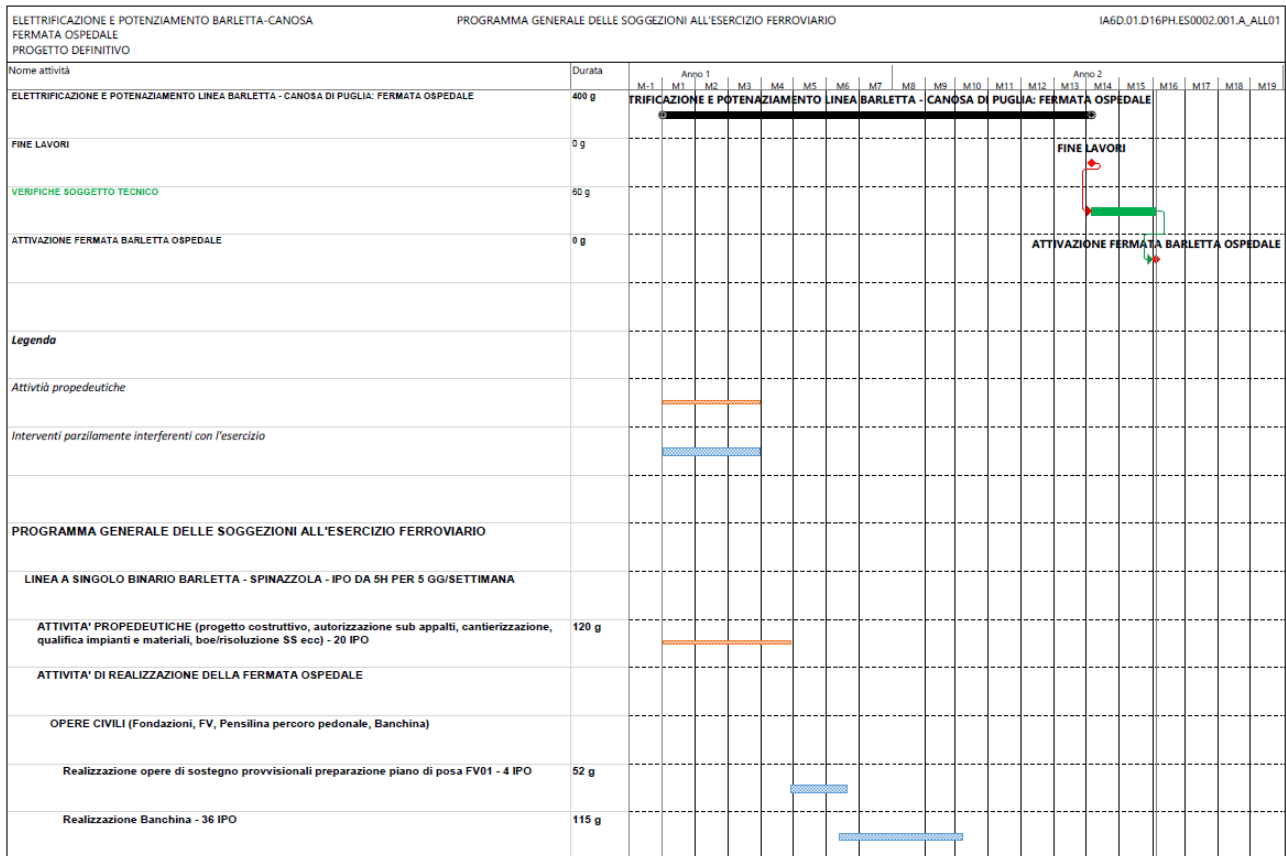 ELETTRIFICAZIONE E POTENZIAMENTO BARLETTA-CANOSA
FERMATA OSPEDALE
PROGETTO DEFINITIVO
PROGRAMMA GENERALE DELLE SOGGEZIONI ALL'ESERCIZIO FERROVIARIO
IA6D.01.D16PH.ES0002.001.A_ALL01
Nome attività Durata
Anno 1 Anno 2
M-1 M1 M2 M3 M4 M5 M6 M7 M8 M9 M10 M11 M12 M13 M14 M15 M16 M17 M18 M19
ELETTRIFICAZIONE E POTENAZIAMENTO LINEA BARLETTA - CANOSA DI PUGLIA: FERMATA OSPEDALE 400 g
TRIFICAZIONE E POTENAZIAMENTO LINEA BARLETTA - CANOSA DI PUGLIA: FERMATA OSPEDALE
FINE LAVORI 0 g
FINE LAVORI
VERIFICHE SOGGETTO TECNICO 60 g
ATTIVAZIONE FERMATA BARLETTA OSPEDALE 0 g
ATTIVAZIONE FERMATA BARLETTA OSPEDALE
Legenda
Attivtià propedeutiche
Interventi parzilamente interferenti con l'esercizio
PROGRAMMA GENERALE DELLE SOGGEZIONI ALL'ESERCIZIO FERROVIARIO
LINEA A SINGOLO BINARIO BARLETTA - SPINAZZOLA - IPO DA 5H PER 5 GG/SETTIMANA
ATTIVITA' PROPEDEUTICHE (progetto costruttivo, autorizzazione sub appalti, cantierizzazione, 120 g
qualifica impianti e materiali, boe/risoluzione SS ecc) - 20 IPO
ATTIVITA' DI REALIZZAZIONE DELLA FERMATA OSPEDALE
OPERE CIVILI (Fondazioni, FV, Pensilina percoro pedonale, Banchina)
Realizzazione opere di sostegno provvisionali preparazione piano di posa FV01 - 4 IPO 52 g
Realizzazione Banchina - 36 IPO 115 g